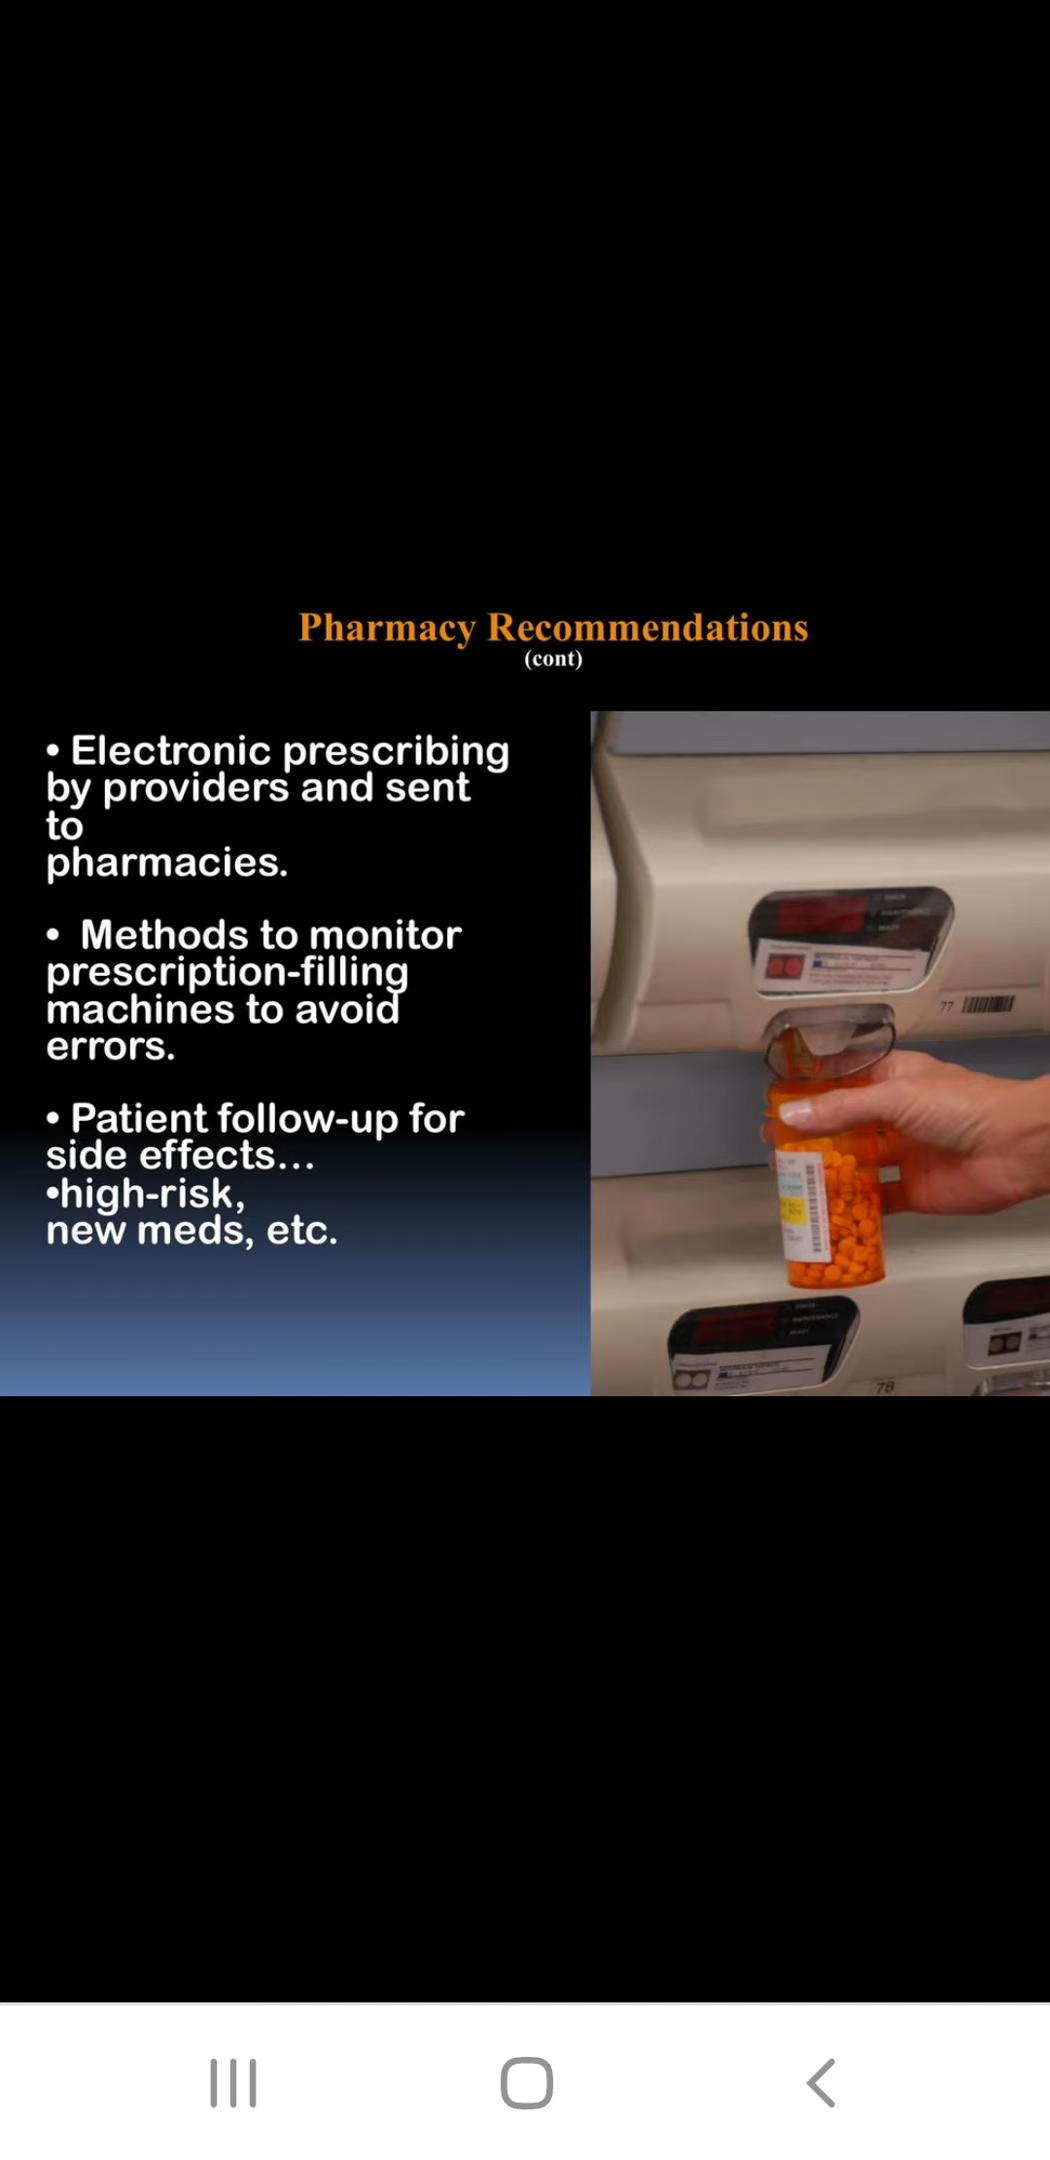 Pharmacy Recommendations
(cont)
• Electronic prescribing
by providers and sent
to
pharmacies.
• Methods to monitor
prescription-filling
machines to avoid
errors.
• Patient follow-up for
side effects...
•high-risk,
new meds, etc.
77
78